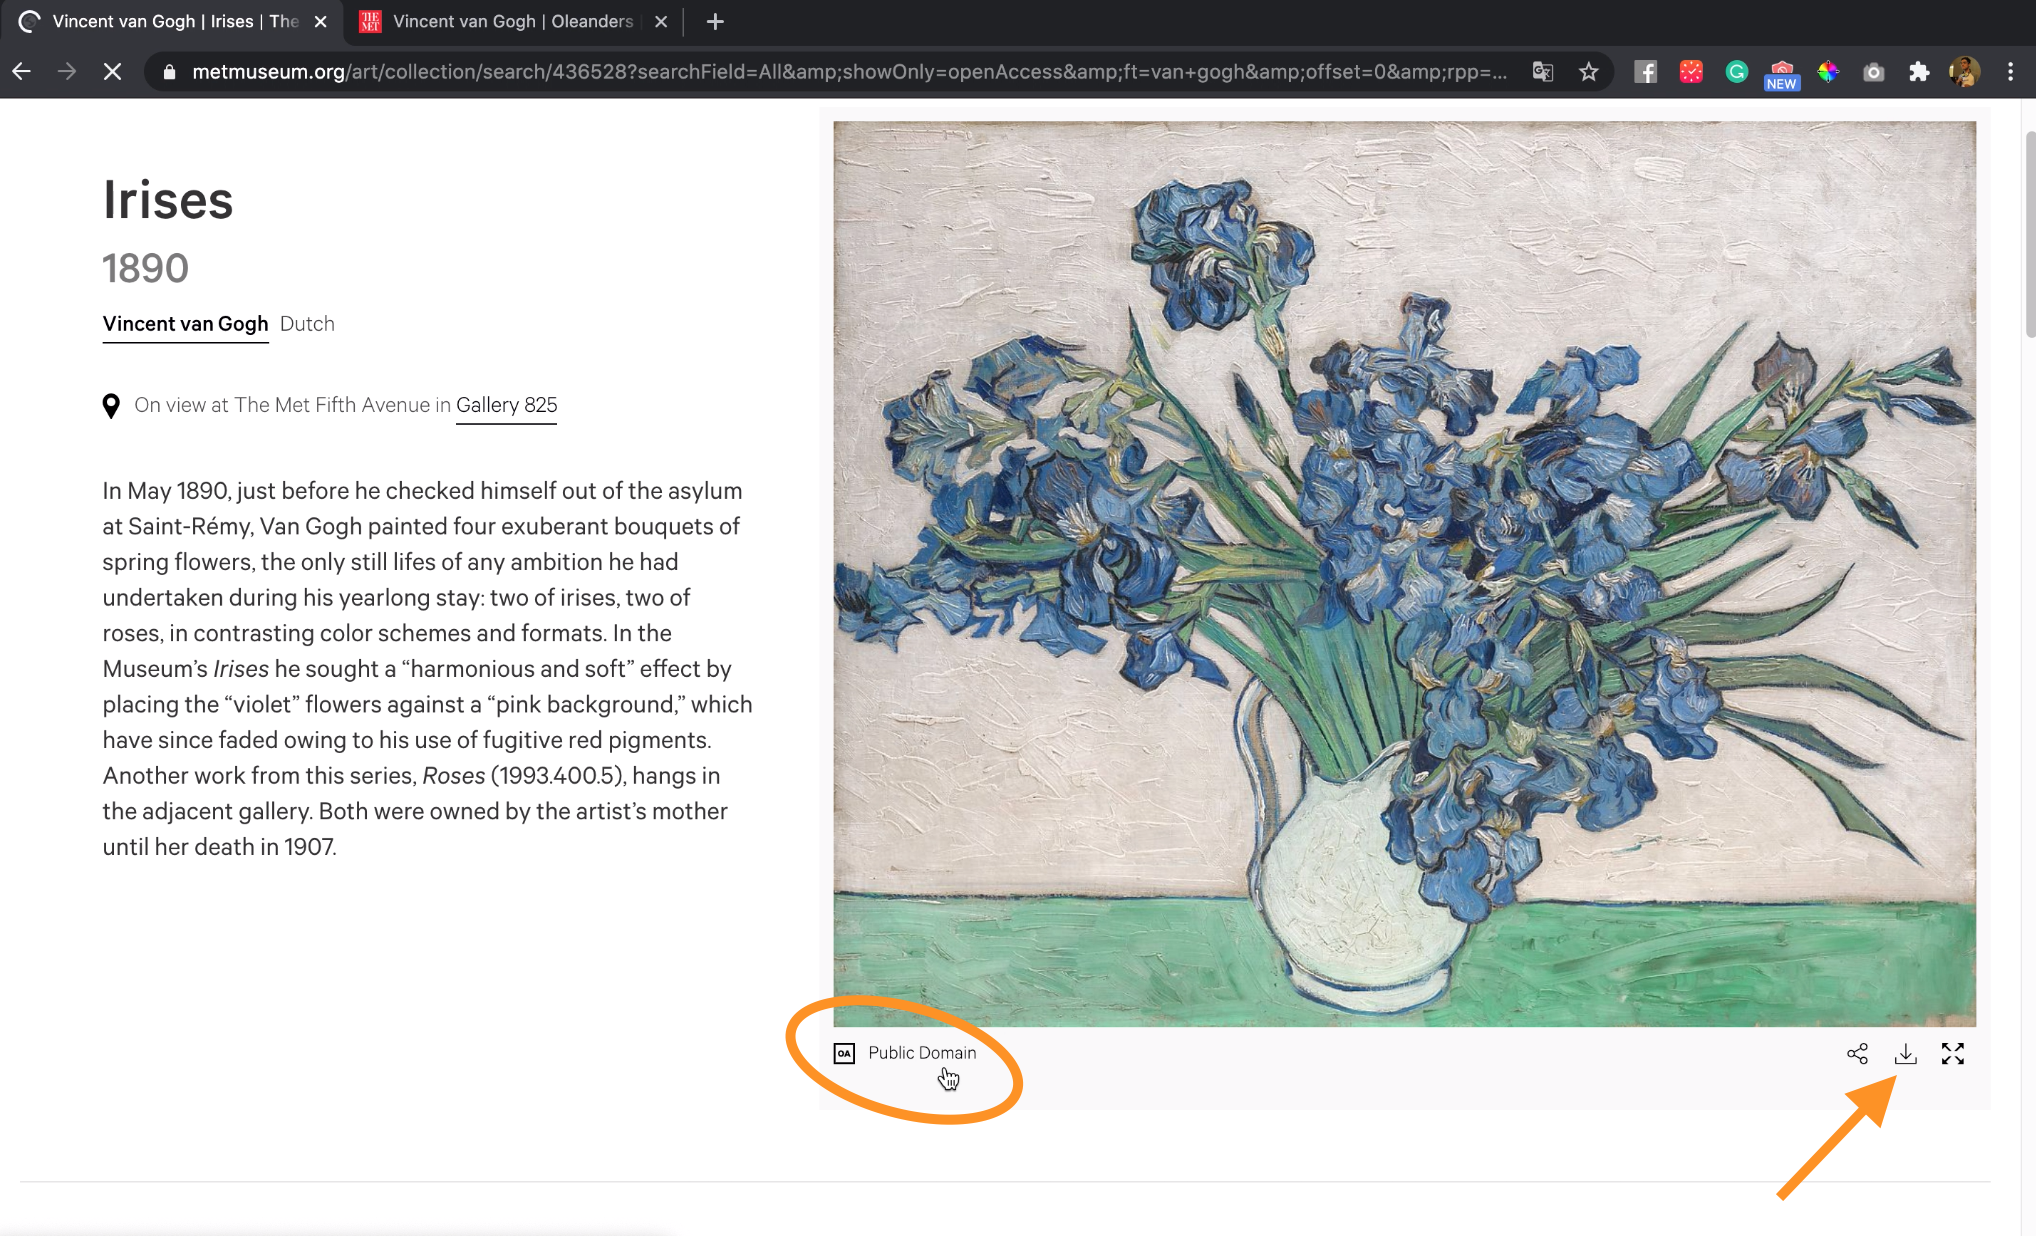 Vincent van Gogh | Irises | The
THE MET
Vincent van Gogh | Oleanders
metmuseum.org/art/collection/search/436528?searchField=All&amp;showOnly=openAccess&amp;ft=van+gogh&amp;offset=0&amp;rpp=...
NEW
Irises
1890
Vincent van Gogh Dutch
On view at The Met Fifth Avenue in Gallery 825
In May 1890, just before he checked himself out of the asylum
at Saint-Rémy, Van Gogh painted four exuberant bouquets of
spring flowers, the only still lifes of any ambition he had
undertaken during his yearlong stay: two of irises, two of
roses, in contrasting color schemes and formats. In the
Museum’s Irises he sought a “harmonious and soft” effect by
placing the “violet” flowers against a “pink background,” which
have since faded owing to his use of fugitive red pigments.
Another work from this series, Roses (1993.400.5), hangs in
the adjacent gallery. Both were owned by the artist’s mother
until her death in 1907.
OA Public Domain